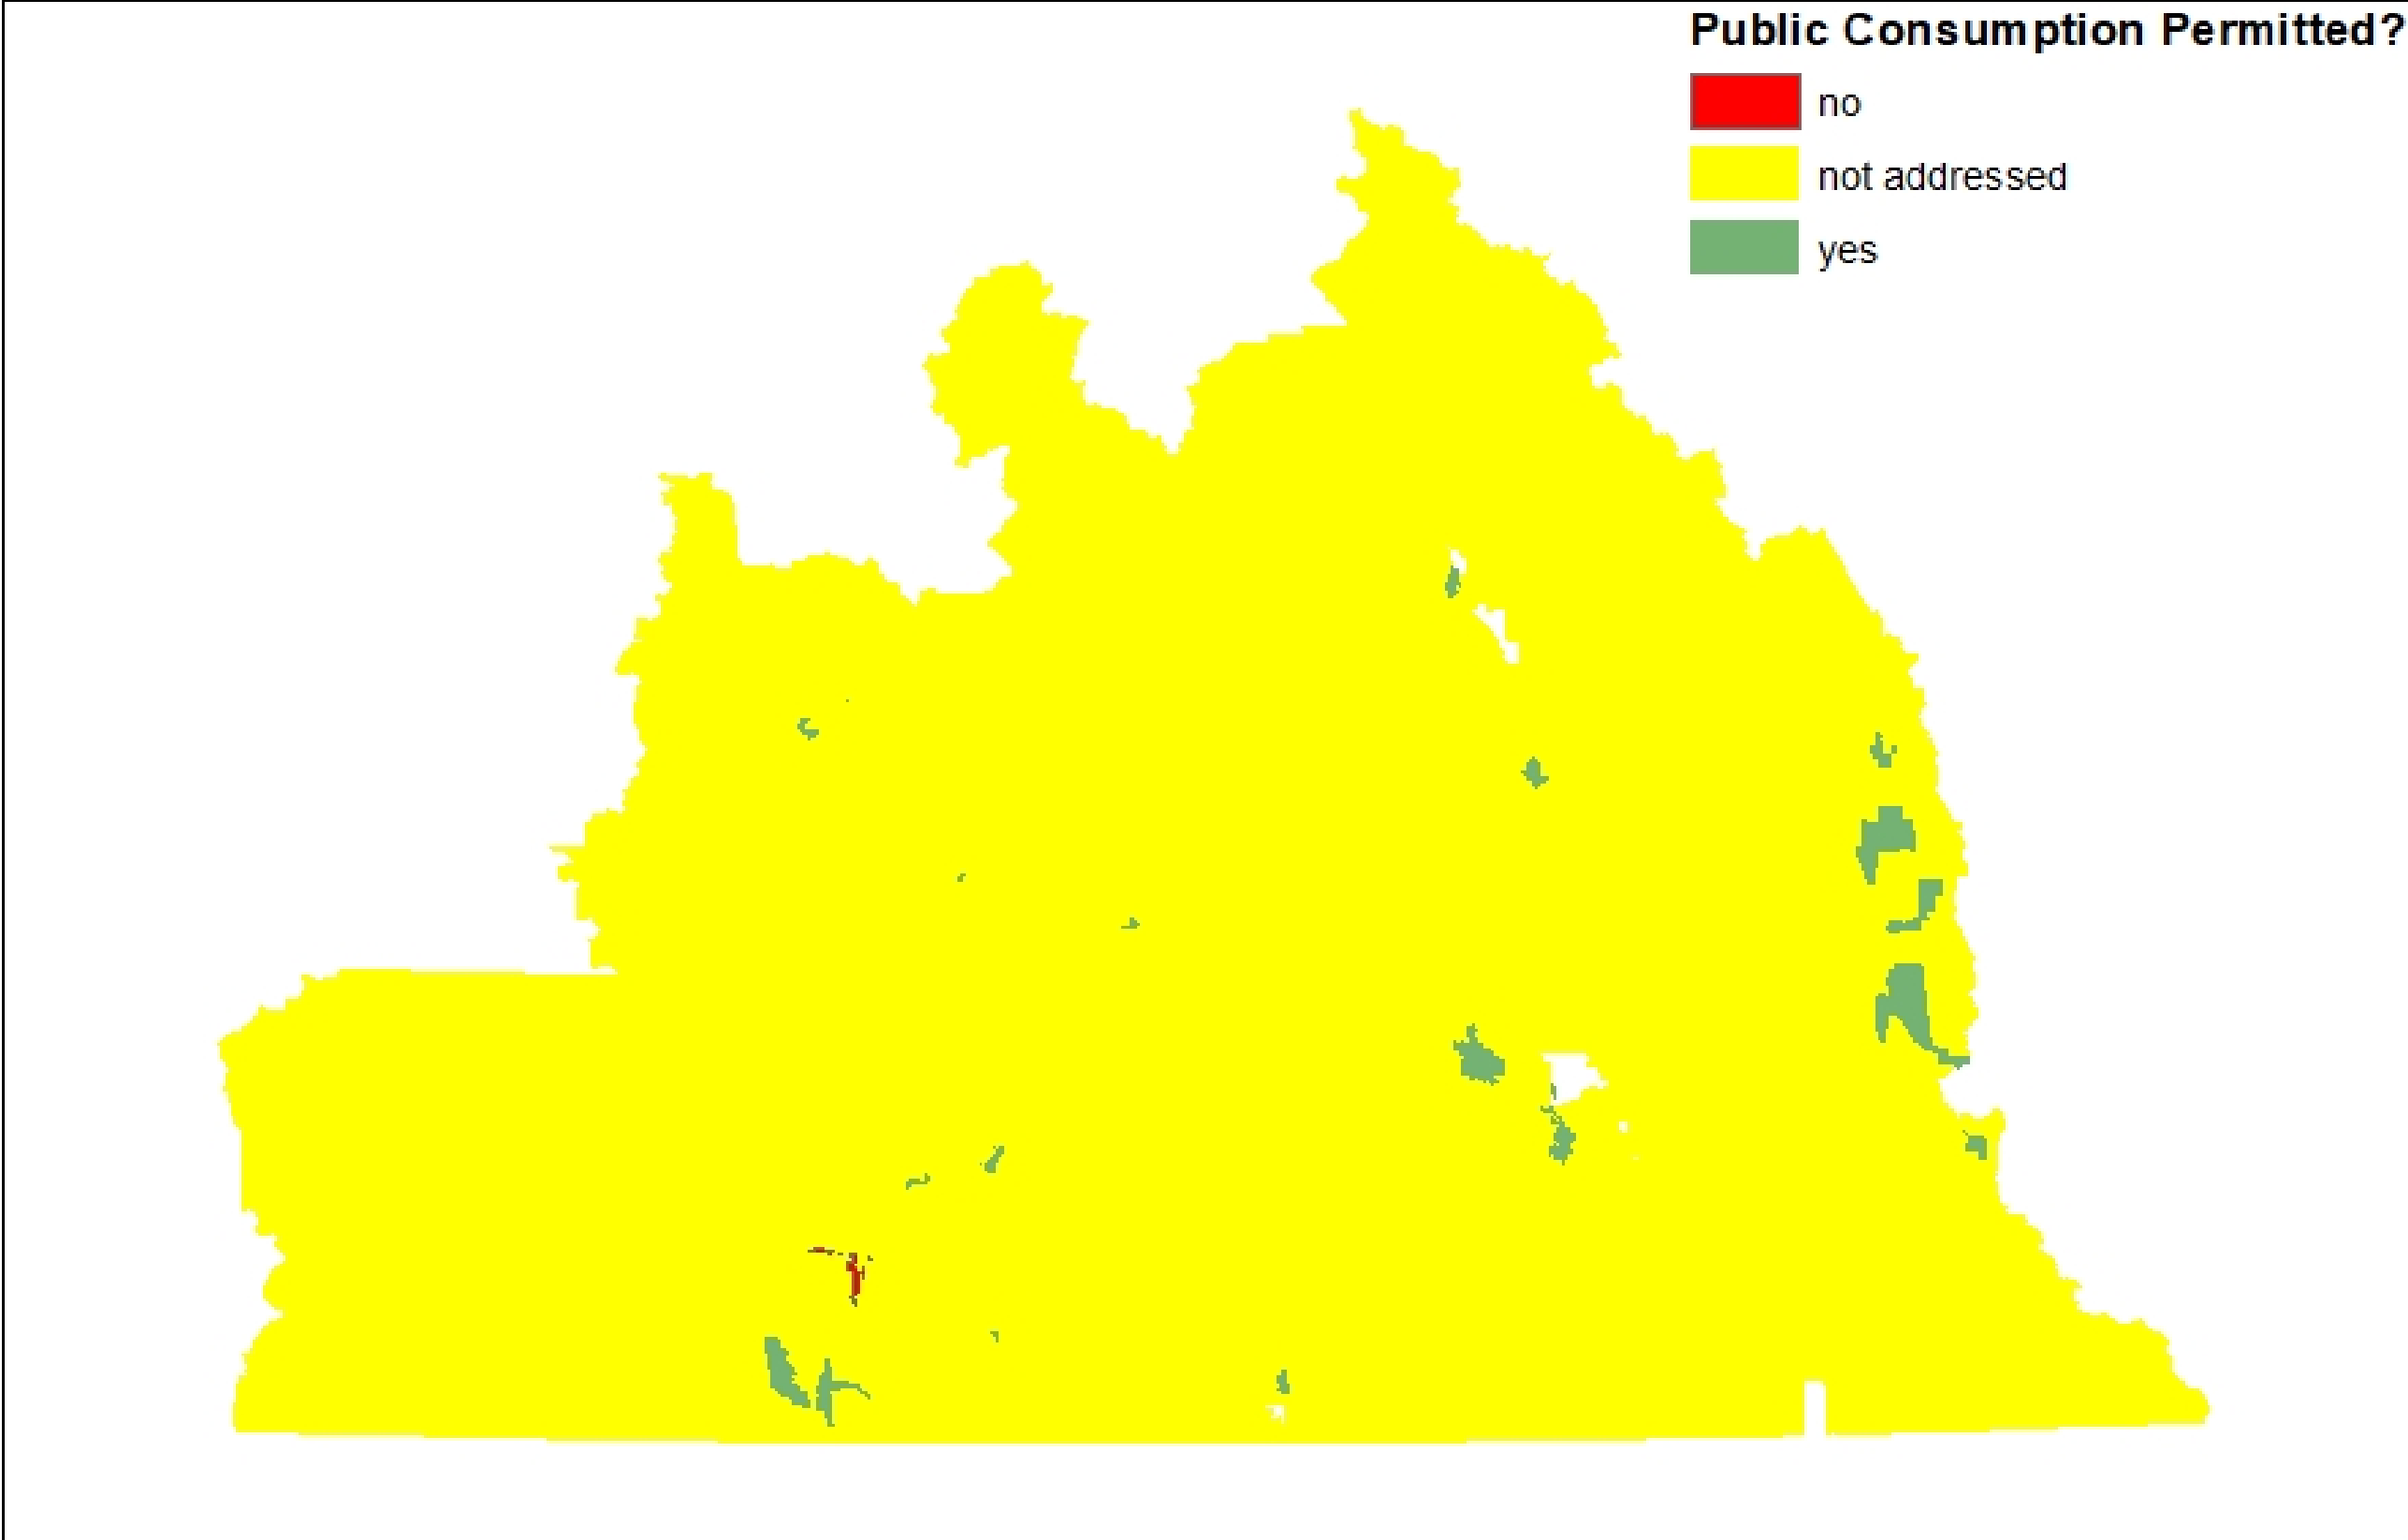 Public Consumption Permitted?
no
not addressed
yes